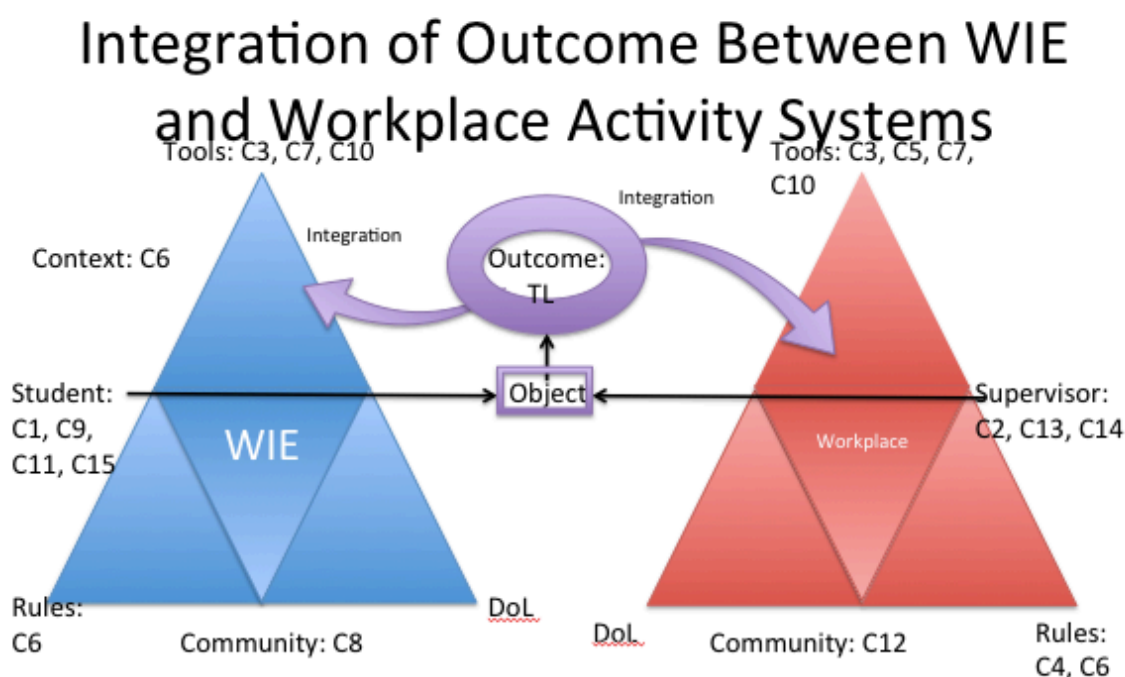 Integration of Outcome Between WIE
and Workplace Activity Systems
Tools: C3, C7, C10
Tools: C3, C5, C7,
C10
Integration
Integration
Context: C6
Outcome:
TL
Student:
C1, C9,
C11, C15
Object
Supervisor:
C2, C13, C14
WIE
Workplace
Rules:
C6
Community: C8
DoL
DoL
Community: C12
Rules:
C4, C6